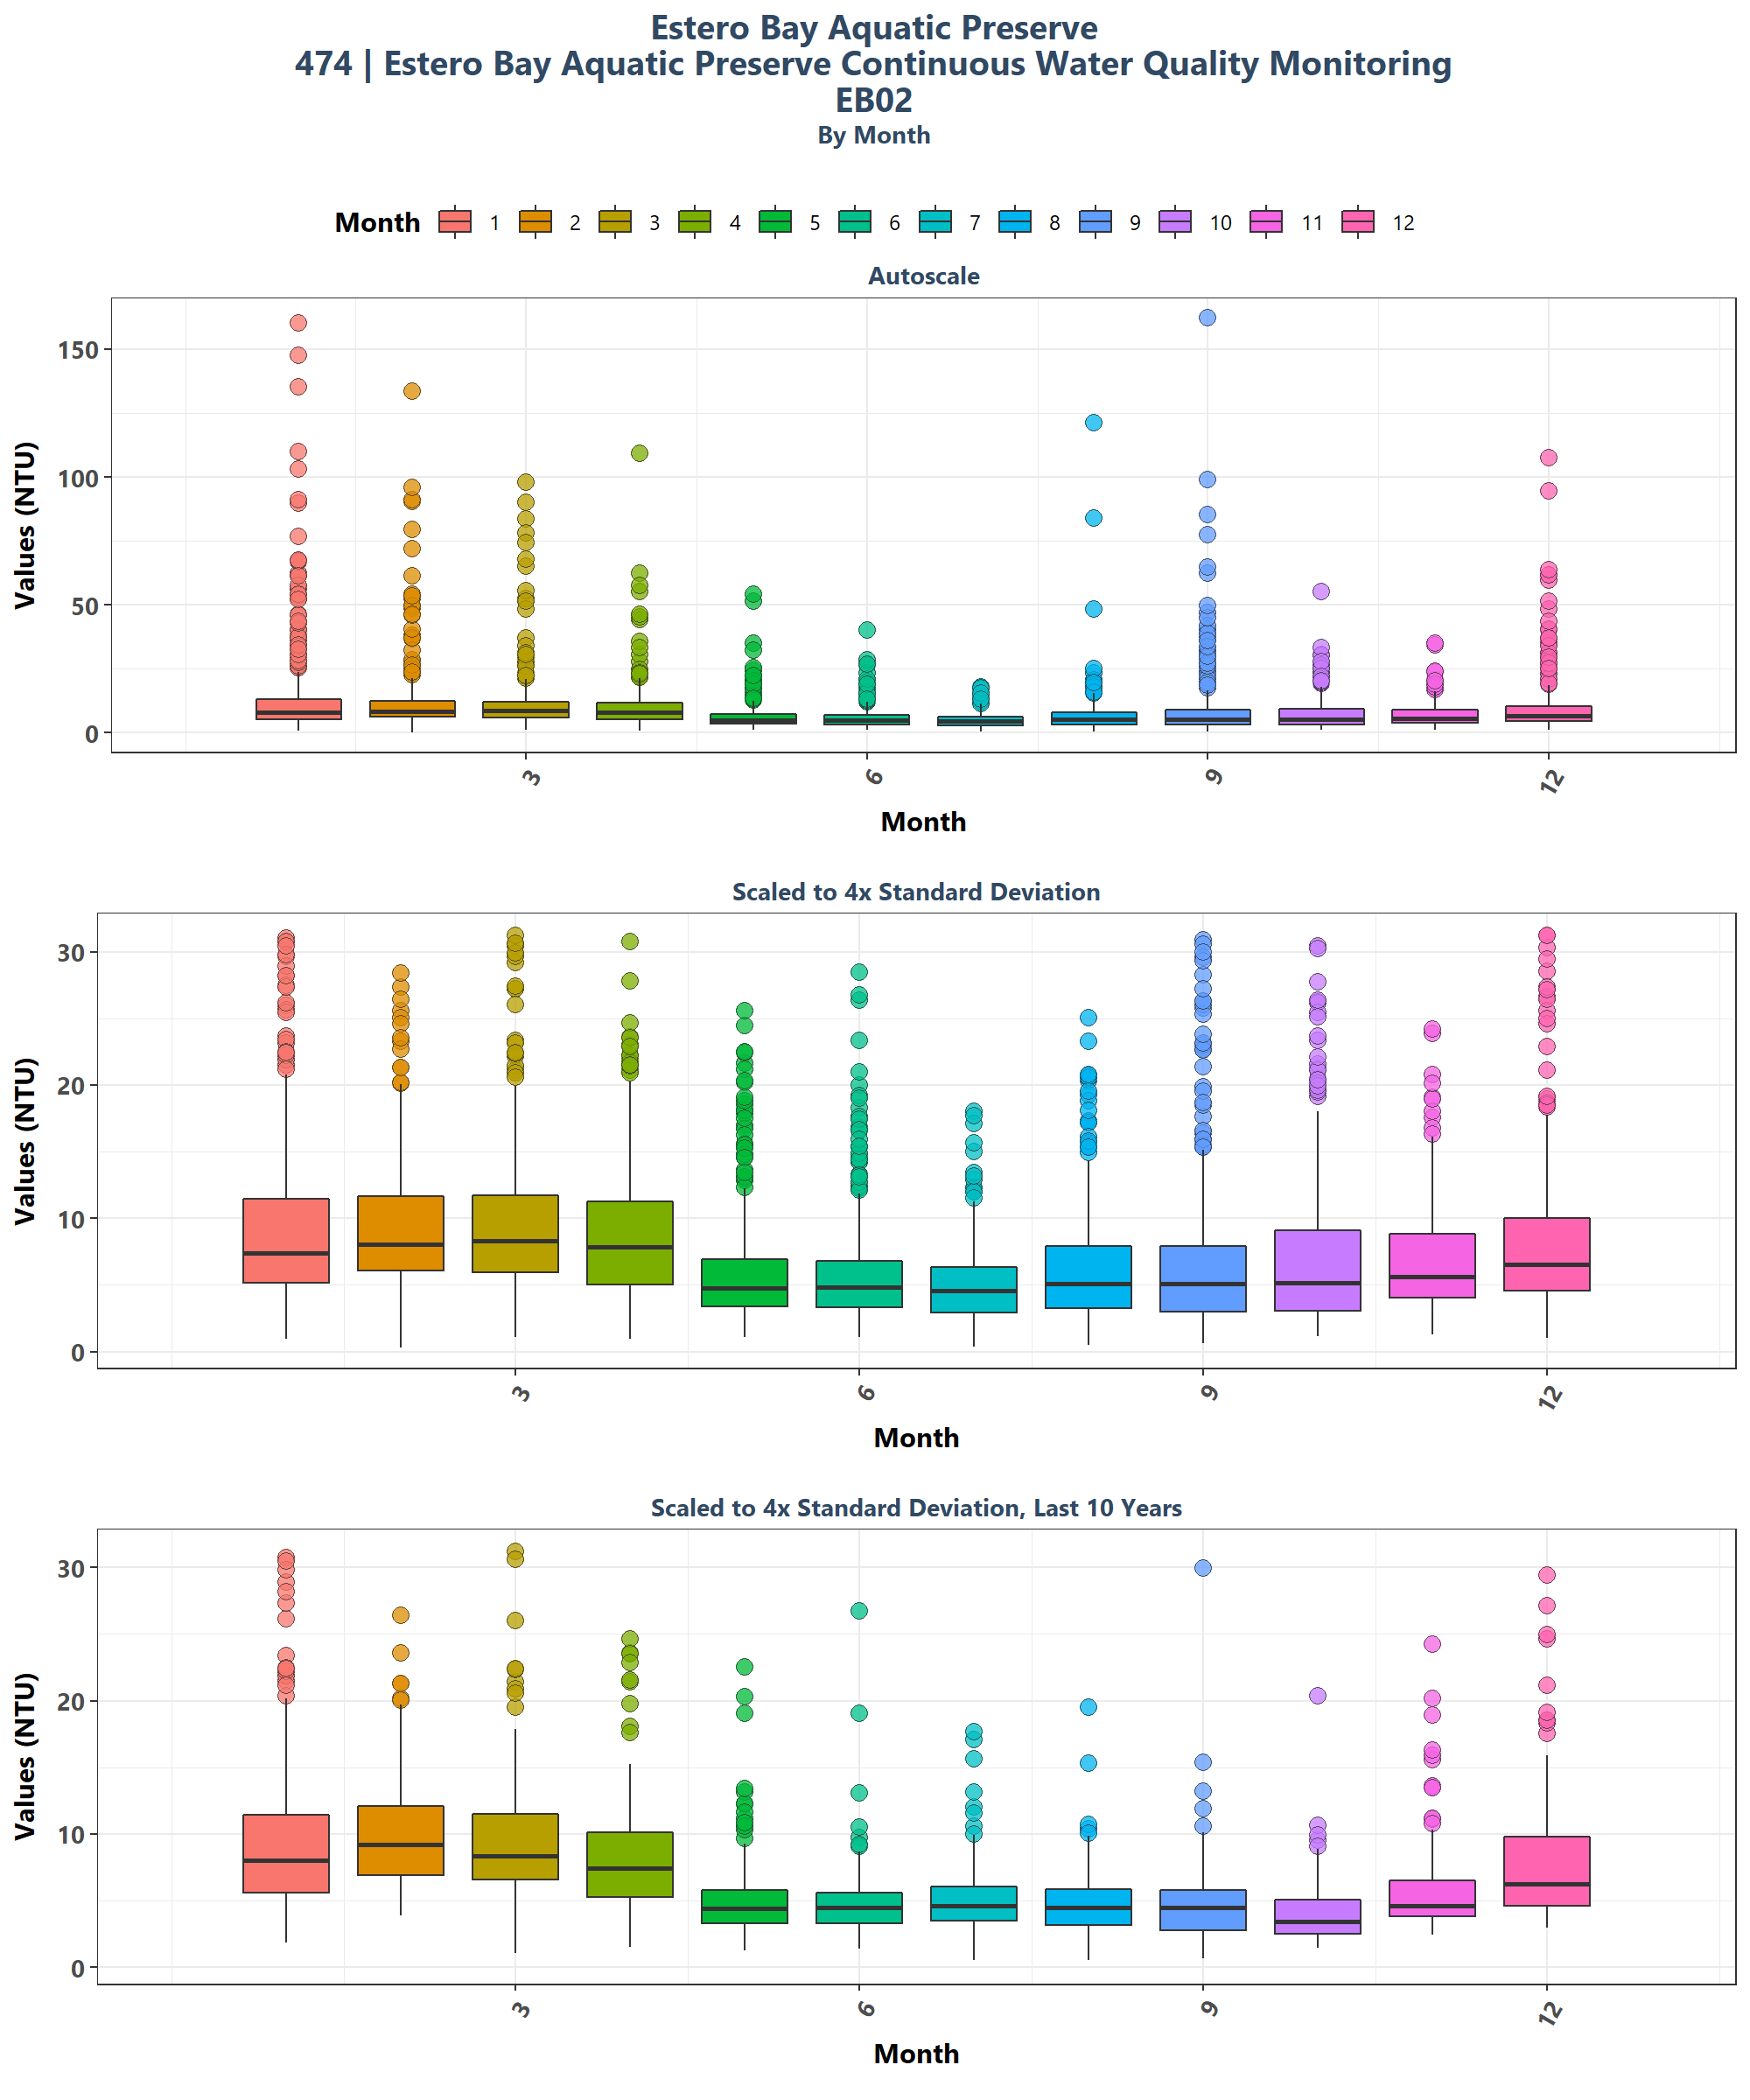 Estero Bay Aquatic Preserve
474 | Estero Bay Aquatic Preserve Continuous Water Quality Monitoring
EB02
By Month
Month 1 2 3 4 5 6 7 8 9 10 11 12
Autoscale
Values (NTU)
150
100
50
0
3 6 9 12
Month
Scaled to 4x Standard Deviation
Values (NTU)
30
20
10
0
3 6 9 12
Month
Scaled to 4x Standard Deviation, Last 10 Years
Values (NTU)
30
20
10
0
3 6 9 12
Month